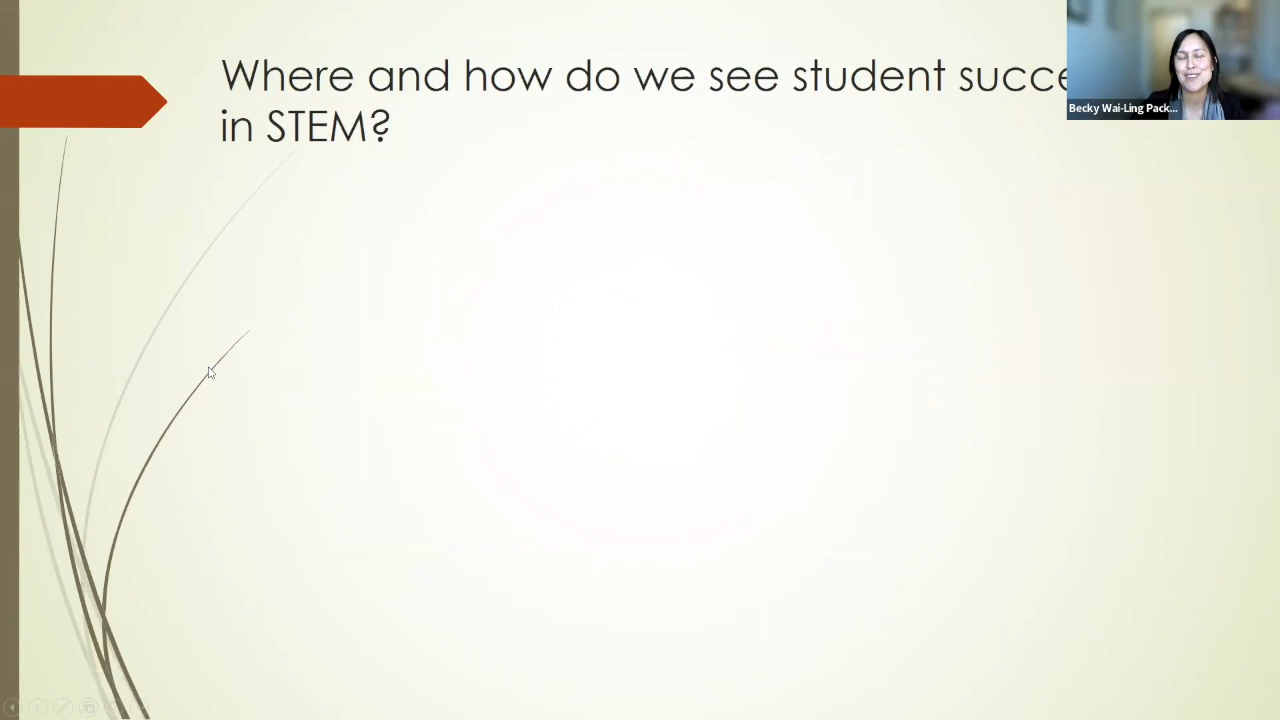 Where and how do we see student succe
in STEM?
Becky Wai-Ling Pack...